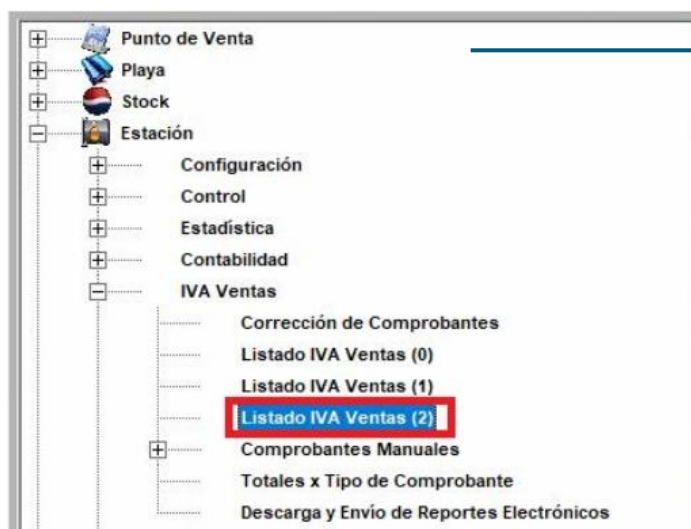 Punto de Venta
Playa
Stock
Estación
Configuración
Control
Estadística
Contabilidad
IVA Ventas
Corrección de Comprobantes
Listado IVA Ventas (0)
Listado IVA Ventas (1)
Listado IVA Ventas (2)
Comprobantes Manuales
Totales x Tipo de Comprobante
Descarga y Envío de Reportes Electrónicos